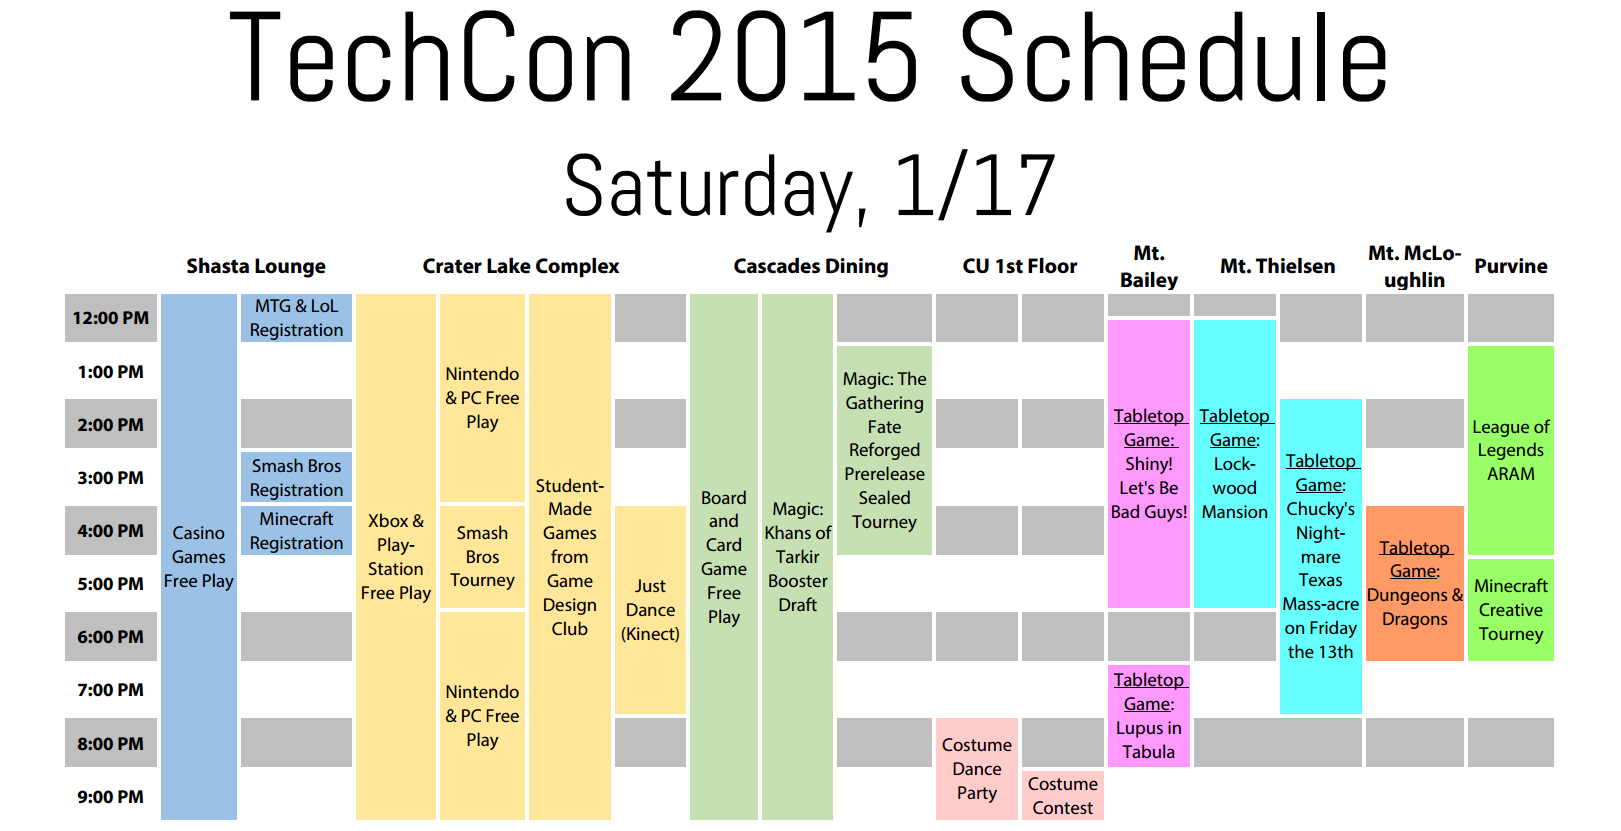 TechCon 2015 Schedule
Saturday, 1/17
Shasta Lounge
Crater Lake Complex
Cascades Dining
CU 1st Floor
Mt.
Bailey
Mt. Thielsen
Mt. McLo-
ughlin
Purvine
12:00 PM
1:00 PM
2:00 PM
3:00 PM
4:00 PM
5:00 PM
6:00 PM
7:00 PM
8:00 PM
9:00 PM
Casino
Games
Free Play
MTG & LoL
Registration
Smash Bros
Registration
Minecraft
Registration
Xbox &
Play-
Station
Free Play
Nintendo
& PC Free
Play
Smash
Bros
Tourney
Nintendo
& PC Free
Play
Student-
Made
Games
from
Game
Design
Club
Just
Dance
(Kinect)
Board
and
Card
Game
Free
Play
Magic:
Khans of
Tarkir
Booster
Draft
Magic: The
Gathering
Fate
Reforged
Prerelease
Sealed
Tourney
Costume
Dance
Party
Costume
Contest
Tabletop
Game:
Shiny!
Let's Be
Bad Guys!
Tabletop
Game:
Lupus in
Tabula
Tabletop
Game:
Lock-
wood
Mansion
Tabletop
Game:
Chucky's
Night-
mare
Texas
Mass-acre
on Friday
the 13th
Tabletop
Game:
Dungeons &
Dragons
League of
Legends
ARAM
Minecraft
Creative
Tourney